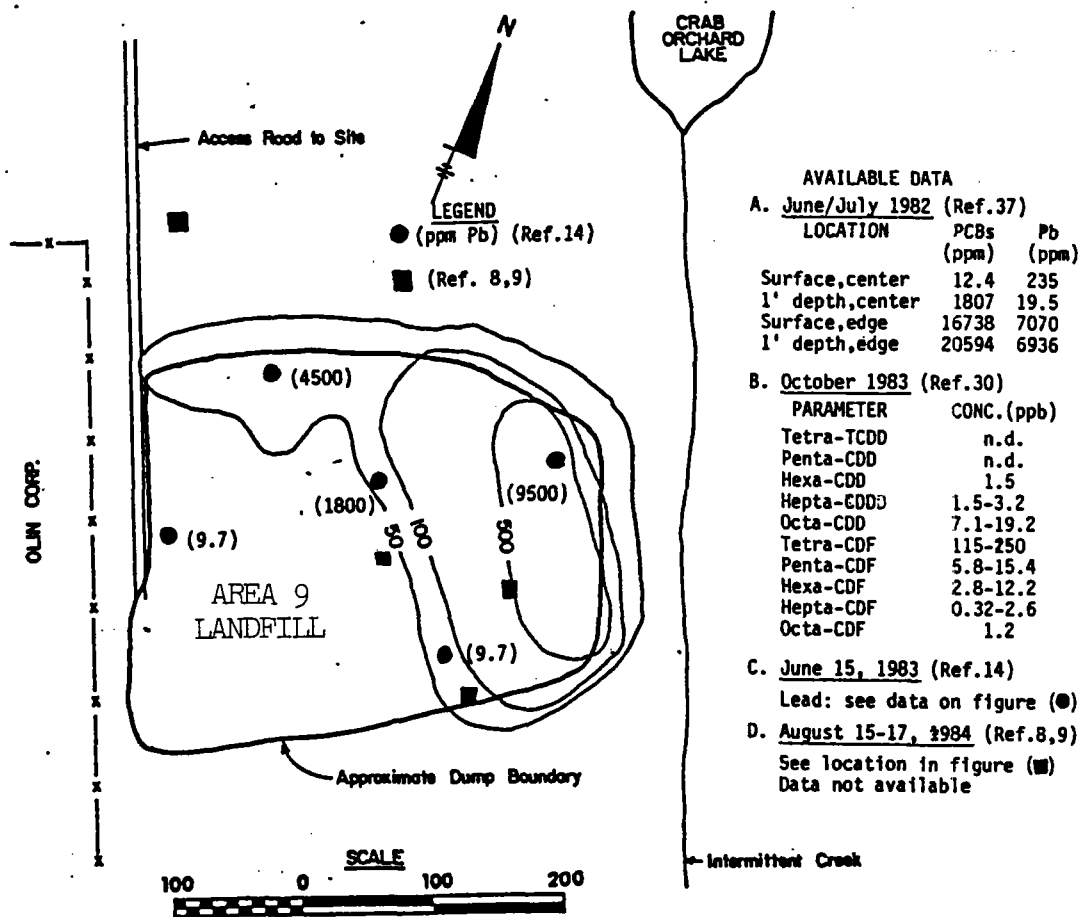 CRAB
ORCHARD
LAKE
N
Access Road to Site
LEGEND
(ppm Pb) (Ref.14)
(Ref. 8,9)
OLIN CORP.
(4500)
(1800)
(9500)
(9.7)
(9.7)
50
100
500
AREA 9
LANDFILL
Approximate Dump Boundary
Intermittent Creek
SCALE
100 0 100 200
AVAILABLE DATA
A. June/July 1982 (Ref.37)
LOCATION PCBs Pb
(ppm) (ppm)
Surface,center 12.4 235
1' depth,center 1807 19.5
Surface,edge 16738 7070
1' depth,edge 20594 6936
B. October 1983 (Ref.30)
PARAMETER CONC.(ppb)
Tetra-TCDD n.d.
Penta-CDD n.d.
Hexa-CDD 1.5
Hepta-CDDD 1.5-3.2
Octa-CDD 7.1-19.2
Tetra-CDF 115-250
Penta-CDF 5.8-15.4
Hexa-CDF 2.8-12.2
Hepta-CDF 0.32-2.6
Octa-CDF 1.2
C. June 15, 1983 (Ref.14)
Lead: see data on figure (●)
D. August 15-17, 1984 (Ref.8,9)
See location in figure (■)
Data not available